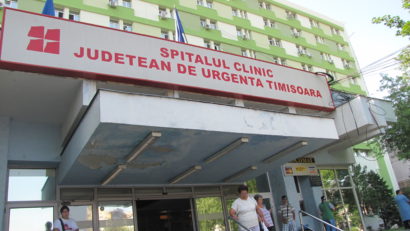 SPITALUL CLINIC
JUDETEAN DE URGENTA TIMISOARA